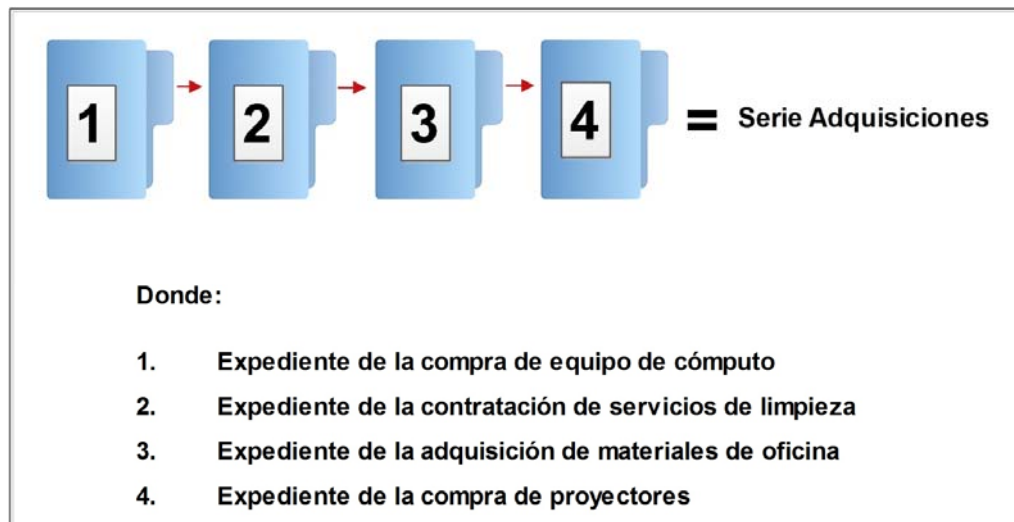 1 2 3 4 = Serie Adquisiciones
Donde:
1. Expediente de la compra de equipo de cómputo
2. Expediente de la contratación de servicios de limpieza
3. Expediente de la adquisición de materiales de oficina
4. Expediente de la compra de proyectores